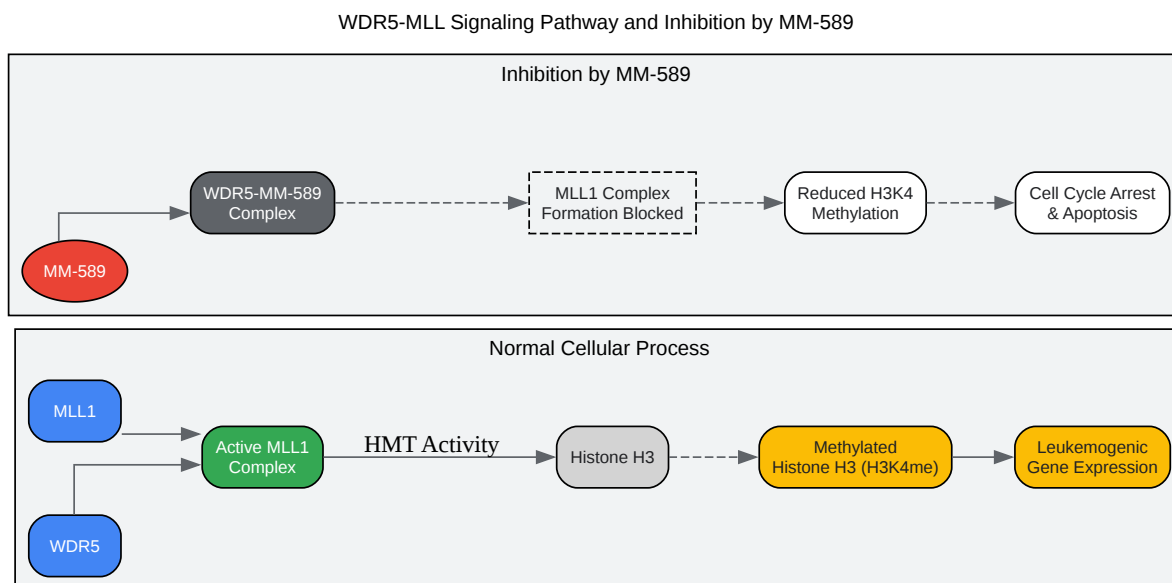 WDR5-MLL Signaling Pathway and Inhibition by MM-589
Inhibition by MM-589
WDR5-MM-589
Complex
MLL1 Complex
Formation Blocked
Reduced H3K4
Methylation
Cell Cycle Arrest
& Apoptosis
MM-589
Normal Cellular Process
MLL1
Active MLL1
Complex
HMT Activity
Histone H3
Methylated
Histone H3 (H3K4me)
Leukemogenic
Gene Expression
WDR5